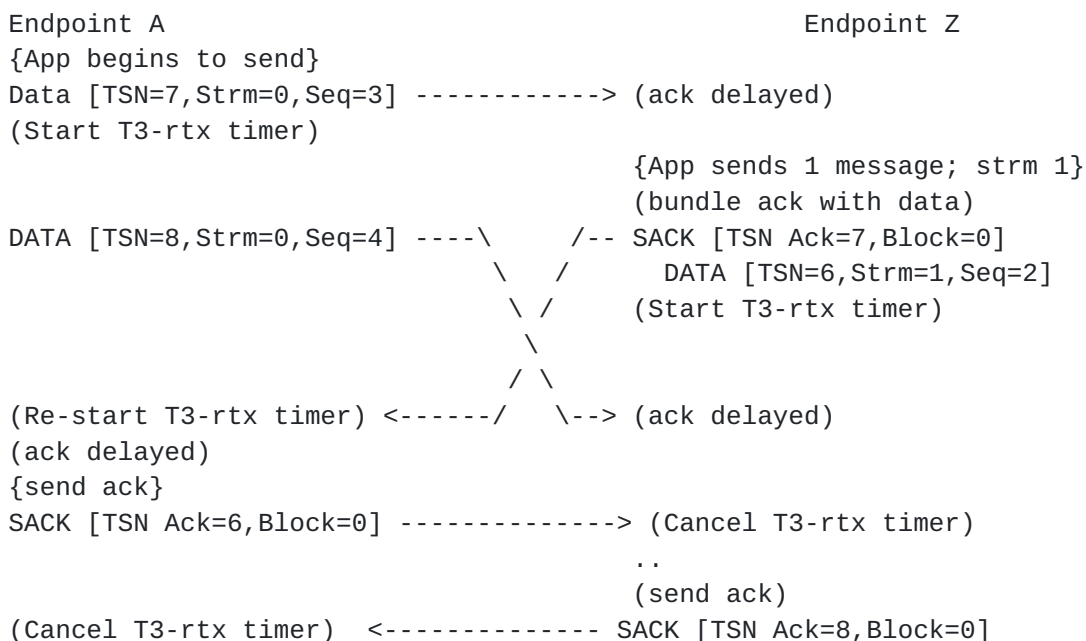 Endpoint A                                         Endpoint Z
{App begins to send}
Data [TSN=7,Strm=0,Seq=3] ------------> (ack delayed)
(Start T3-rtx timer)
                                        {App sends 1 message; strm 1}
                                        (bundle ack with data)
DATA [TSN=8,Strm=0,Seq=4] ----\     /-- SACK [TSN Ack=7,Block=0]
                               \   /      DATA [TSN=6,Strm=1,Seq=2]
                                \ /     (Start T3-rtx timer)
                                 \
                                / \
(Re-start T3-rtx timer) <------/   \--> (ack delayed)
(ack delayed)
{send ack}
SACK [TSN Ack=6,Block=0] --------------> (Cancel T3-rtx timer)
                                        ..
                                        (send ack)
(Cancel T3-rtx timer)  <-------------- SACK [TSN Ack=8,Block=0]